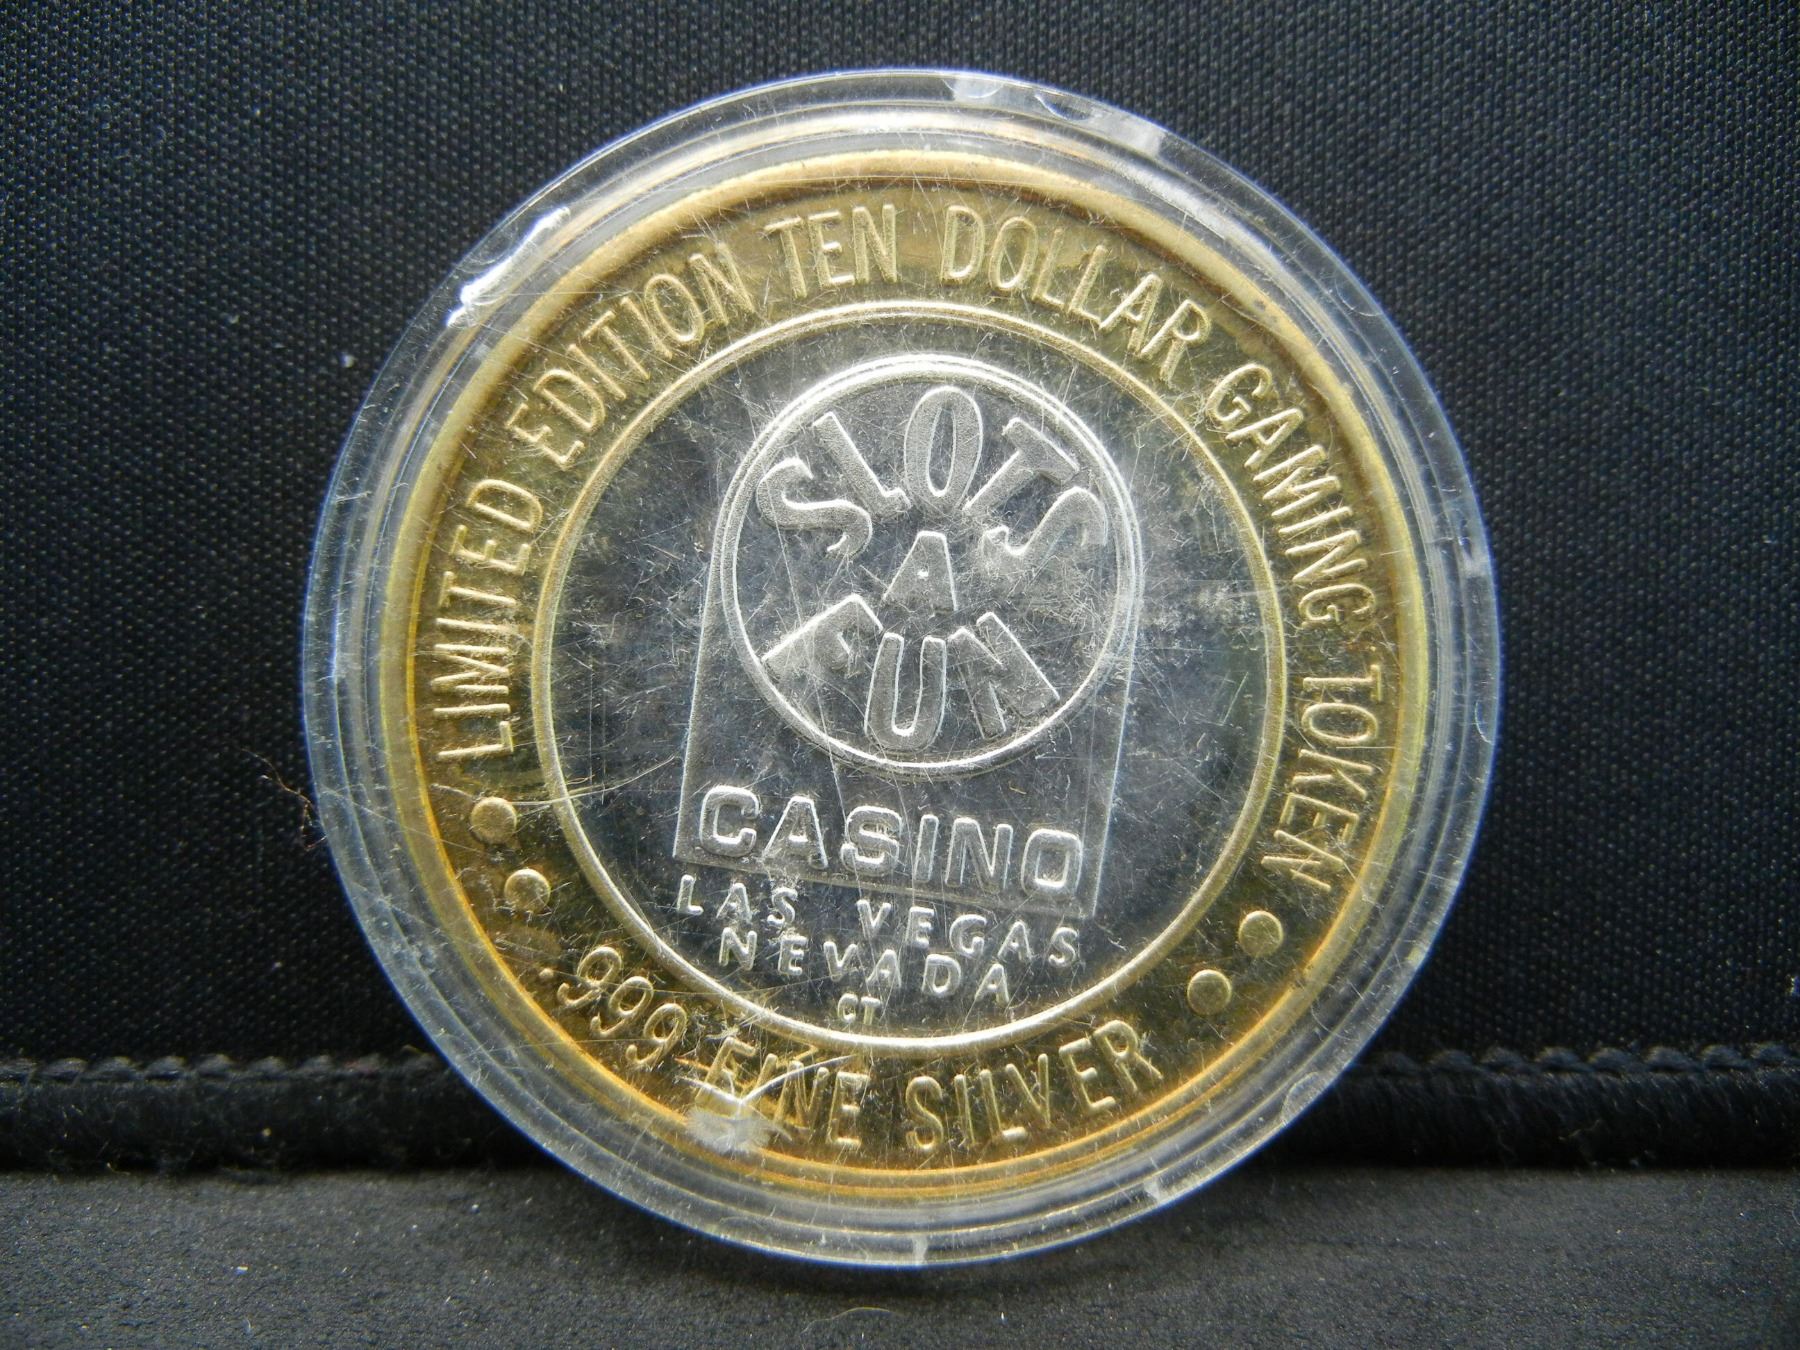 LIMITED EDITION TEN DOLLAR GAMING TOKEN
SLOTS
A
FUN
CASINO
LAS VEGAS
NEVADA
CT
.999 FINE SILVER